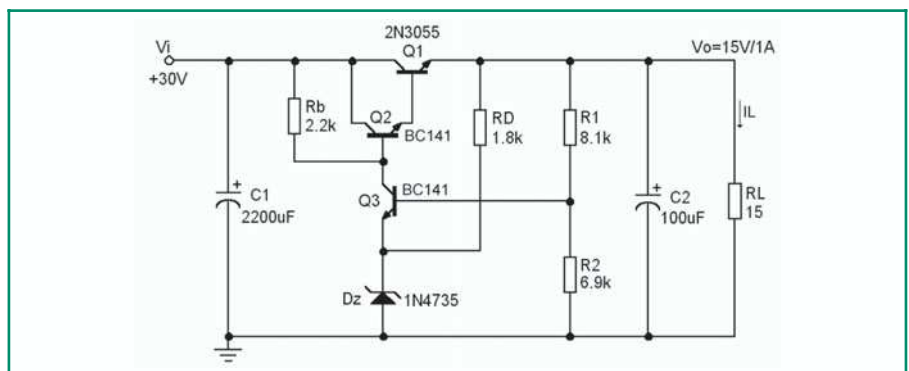 2N3055
Q1
Vi
+30V
Vo=15V/1A
Rb
2.2k
Q2
BC141
RD
1.8k
R1
8.1k
IL
Q3
BC141
C1
2200uF
+
C2
100uF
+
RL
15
R2
6.9k
Dz
1N4735